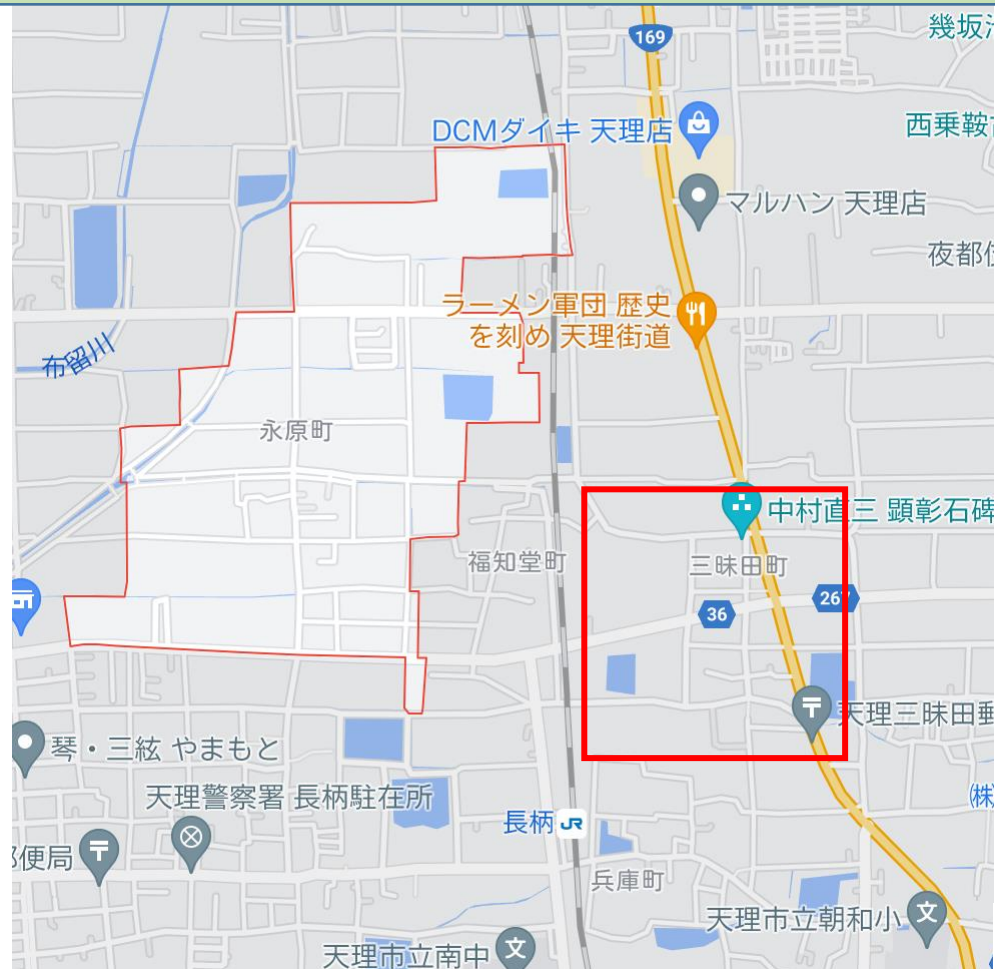 169
幾坂池
DCMダイキ 天理店
西乗鞍古
マルハン 天理店
夜都伎
ラーメン軍団 歴史
を刻め 天理街道
布留川
永原町
中村直三 顕彰石碑
福知堂町
三昧田町
36
267
天理三昧田郵
琴・三絃 やまもと
天理警察署 長柄駐在所
(株)
長柄 JR
郵便局
兵庫町
天理市立朝和小
天理市立南中